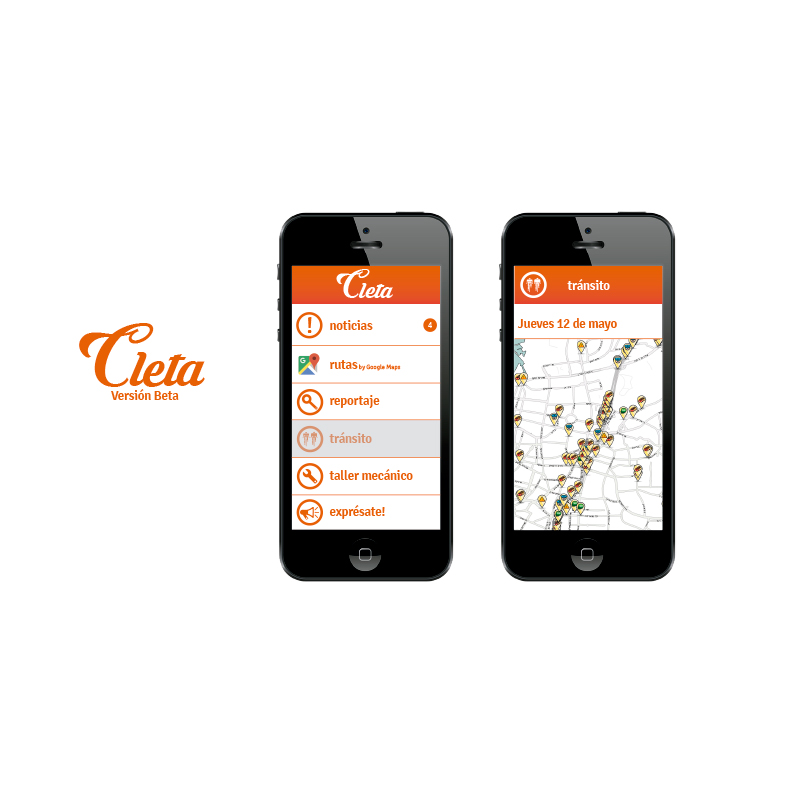 Cleta
Versión Beta
Cleta
noticias 4
rutas by Google Maps
reportaje
tránsito
taller mecánico
exprésate!
tránsito
Jueves 12 de mayo